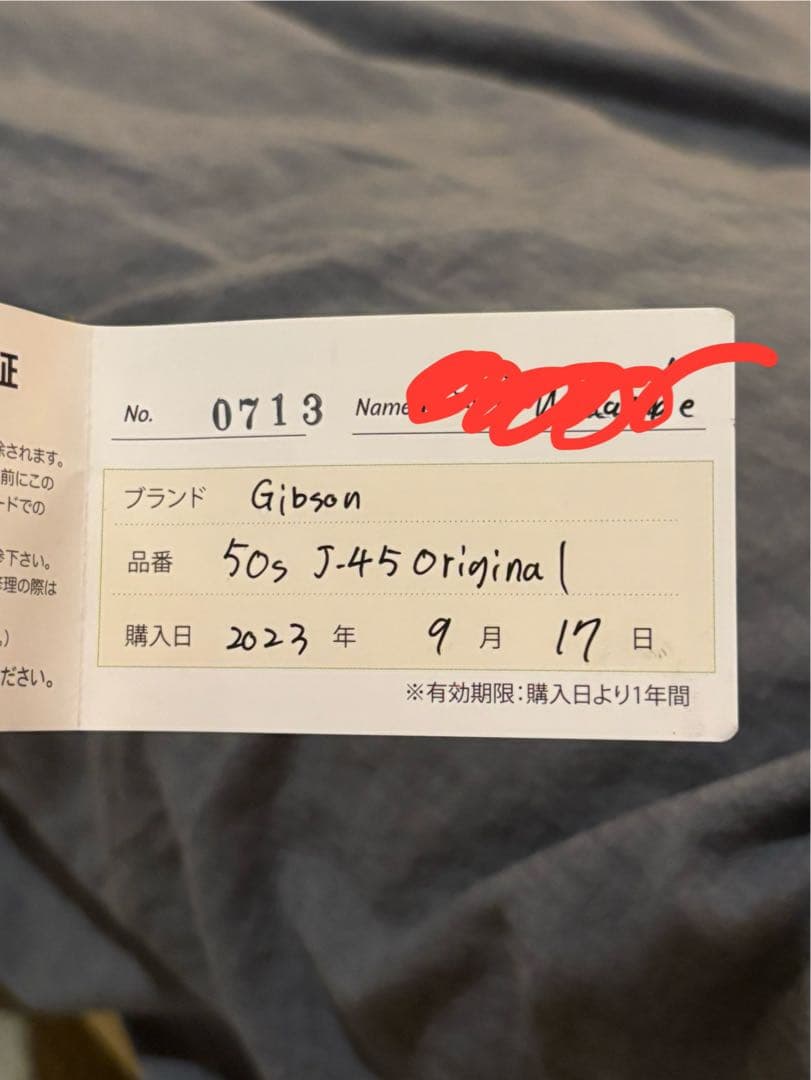 証
No. 0713 Name
除されます。
前にこの
ードでの
ブランド Gibson
参下さい。
品番 50s J-45 Original
修理の際は
購入日 2023 年 9 月 17 日
ださい。
※有効期限：購入日より1年間